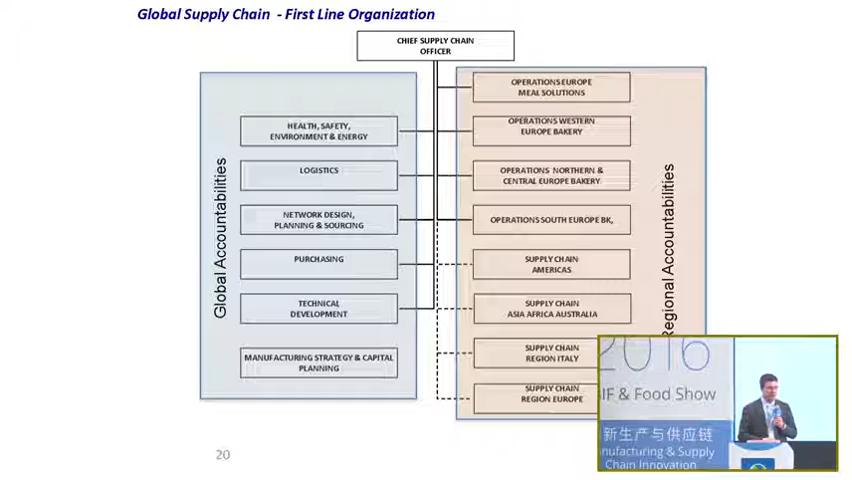 Global Supply Chain - First Line Organization
CHIEF SUPPLY CHAIN
OFFICER
Global Accountabilities
HEALTH, SAFETY,
ENVIRONMENT & ENERGY
LOGISTICS
NETWORK DESIGN,
PLANNING & SOURCING
PURCHASING
TECHNICAL
DEVELOPMENT
MANUFACTURING STRATEGY & CAPITAL
PLANNING
OPERATIONS EUROPE
MEAL SOLUTIONS
OPERATIONS WESTERN
EUROPE BAKERY
OPERATIONS NORTHERN &
CENTRAL EUROPE BAKERY
OPERATIONS SOUTH EUROPE BK,
SUPPLY CHAIN
AMERICAS
SUPPLY CHAIN
ASIA AFRICA AUSTRALIA
SUPPLY CHAIN
REGION ITALY
SUPPLY CHAIN
REGION EUROPE
Regional Accountabilities
20
2016
IF & Food Show
新生产与供应链
nufacturing & Supply
Chain Innovation